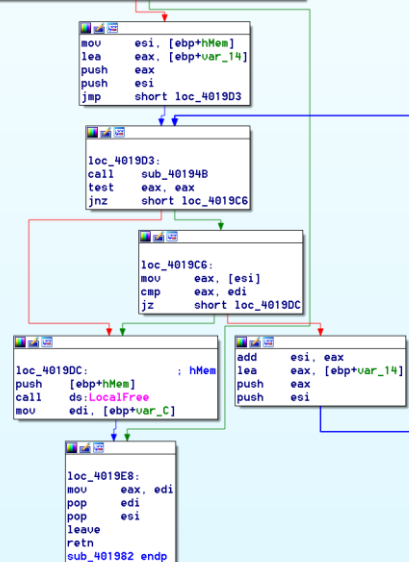 mov     esi, [ebp+hMem]
lea     eax, [ebp+var_14]
push    eax
push    esi
jmp     short loc_4019D3
loc_4019D3:
call    sub_40194B
test    eax, eax
jnz     short loc_4019C6
loc_4019C6:
mov     eax, [esi]
cmp     eax, edi
jz      short loc_4019DC
loc_4019DC:             ; hMem
push    [ebp+hMem]
call    ds:LocalFree
mov     edi, [ebp+var_C]
add     esi, eax
lea     eax, [ebp+var_14]
push    eax
push    esi
loc_4019E8:
mov     eax, edi
pop     edi
pop     esi
leave
retn
sub_401982 endp